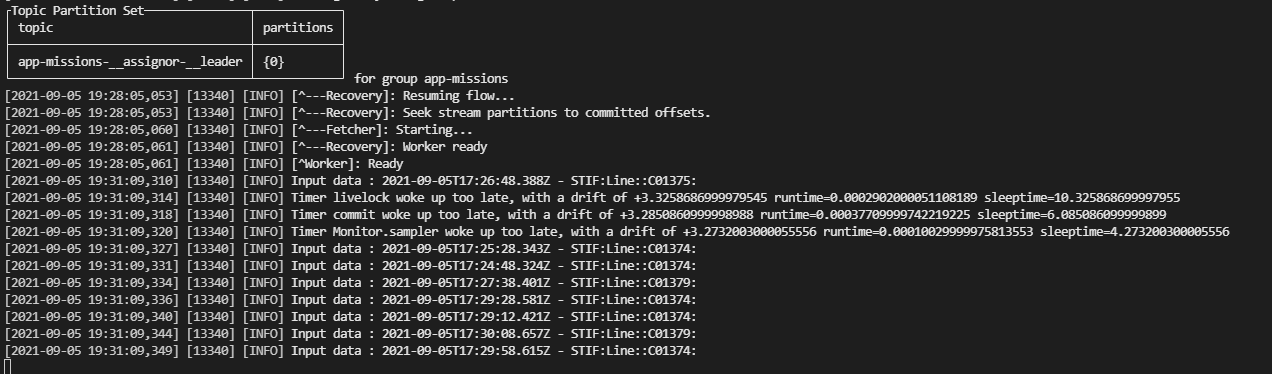 Topic Partition Set
topic partitions
app-missions-__assignor-__leader {0}
for group app-missions
[2021-09-05 19:28:05,053] [13340] [INFO] [^---Recovery]: Resuming flow...
[2021-09-05 19:28:05,053] [13340] [INFO] [^---Recovery]: Seek stream partitions to committed offsets.
[2021-09-05 19:28:05,060] [13340] [INFO] [^---Fetcher]: Starting...
[2021-09-05 19:28:05,061] [13340] [INFO] [^---Recovery]: Worker ready
[2021-09-05 19:28:05,061] [13340] [INFO] [^Worker]: Ready
[2021-09-05 19:31:09,310] [13340] [INFO] Input data : 2021-09-05T17:26:48.388Z - STIF:Line::C01375:
[2021-09-05 19:31:09,314] [13340] [INFO] Timer livelock woke up too late, with a drift of +3.3258686999979545 runtime=0.0002902000051108189 sleeptime=10.325868699997955
[2021-09-05 19:31:09,318] [13340] [INFO] Timer commit woke up too late, with a drift of +3.2850860999998988 runtime=0.00037709999742219225 sleeptime=6.085086099999899
[2021-09-05 19:31:09,320] [13340] [INFO] Timer Monitor.sampler woke up too late, with a drift of +3.2732003000055556 runtime=0.00010029999975813553 sleeptime=4.273200300005556
[2021-09-05 19:31:09,327] [13340] [INFO] Input data : 2021-09-05T17:25:28.343Z - STIF:Line::C01374:
[2021-09-05 19:31:09,331] [13340] [INFO] Input data : 2021-09-05T17:24:48.324Z - STIF:Line::C01374:
[2021-09-05 19:31:09,334] [13340] [INFO] Input data : 2021-09-05T17:27:38.401Z - STIF:Line::C01379:
[2021-09-05 19:31:09,336] [13340] [INFO] Input data : 2021-09-05T17:29:28.581Z - STIF:Line::C01374:
[2021-09-05 19:31:09,340] [13340] [INFO] Input data : 2021-09-05T17:29:12.421Z - STIF:Line::C01374:
[2021-09-05 19:31:09,344] [13340] [INFO] Input data : 2021-09-05T17:30:08.657Z - STIF:Line::C01379:
[2021-09-05 19:31:09,349] [13340] [INFO] Input data : 2021-09-05T17:29:58.615Z - STIF:Line::C01374: